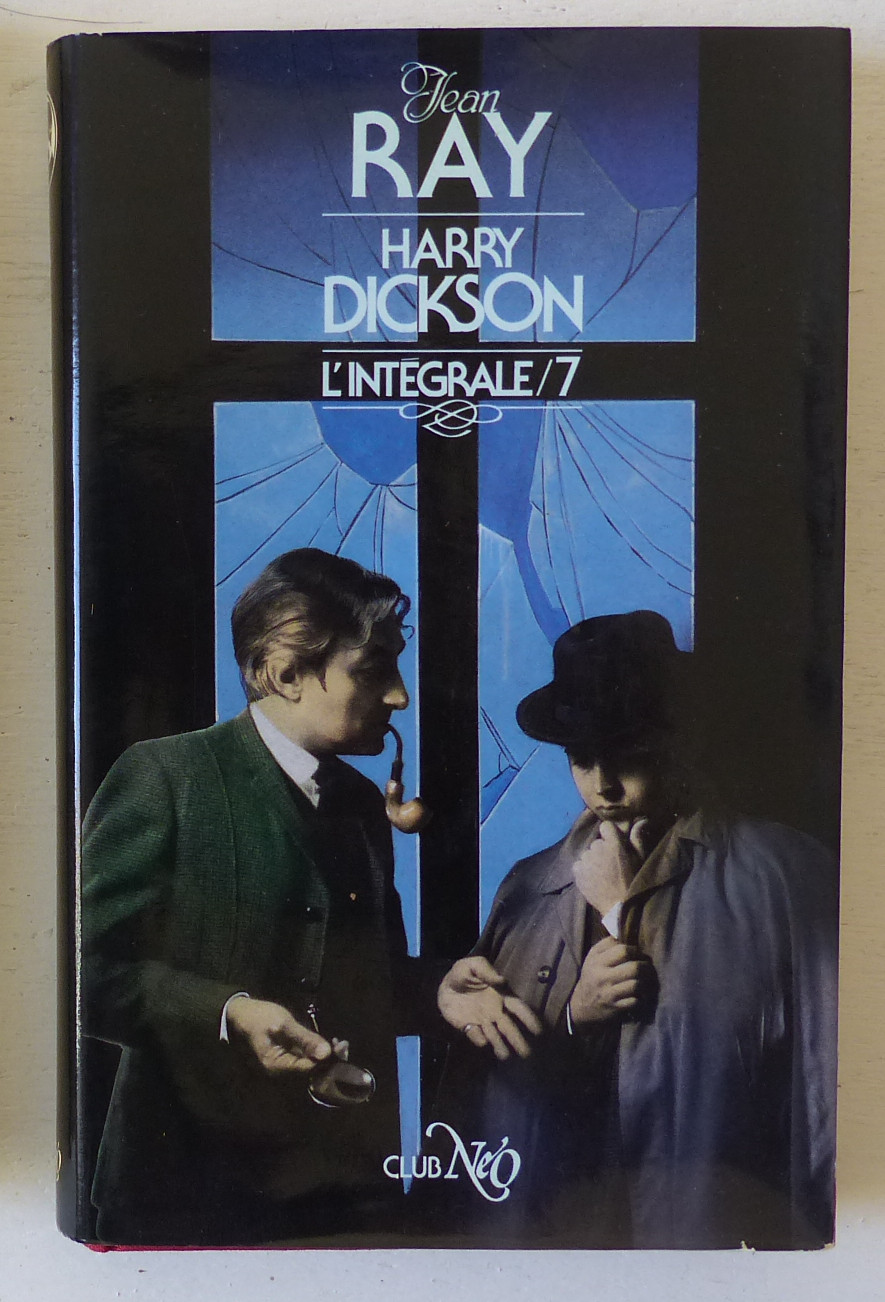 Jean
RAY
HARRY
DICKSON
L'INTÉGRALE/7
CLUB NéO